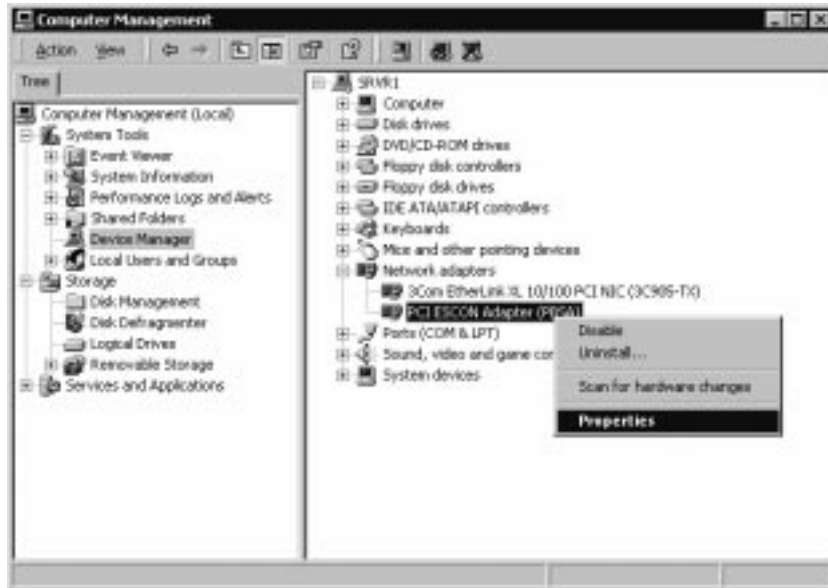 Computer Management
Action View
Tree
Computer Management (Local)
System Tools
Event Viewer
System Information
Performance Logs and Alerts
Shared Folders
Device Manager
Local Users and Groups
Storage
Disk Management
Disk Defragmenter
Logical Drives
Removable Storage
Services and Applications
SRVR1
Computer
Disk drives
DVD/CD-ROM drives
Floppy disk controllers
Floppy disk drives
IDE ATA/ATAPI controllers
Keyboards
Mice and other pointing devices
Network adapters
3Com EtherLink XL 10/100 PCI NIC (3C905-TX)
PCI ESCON Adapter
Ports (COM & LPT)
Sound, video and game con
System devices
Disable
Uninstall...
Scan for hardware changes
Properties